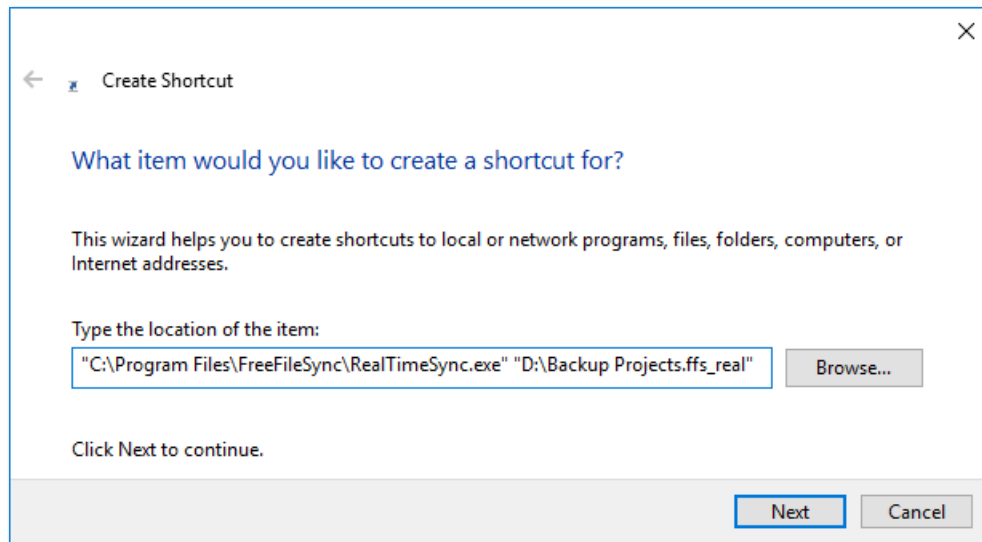 Create Shortcut
What item would you like to create a shortcut for?
This wizard helps you to create shortcuts to local or network programs, files, folders, computers, or
Internet addresses.
Type the location of the item:
"C:\Program Files\FreeFileSync\RealTimeSync.exe" "D:\Backup Projects.ffs_real"
Browse...
Click Next to continue.
Next
Cancel